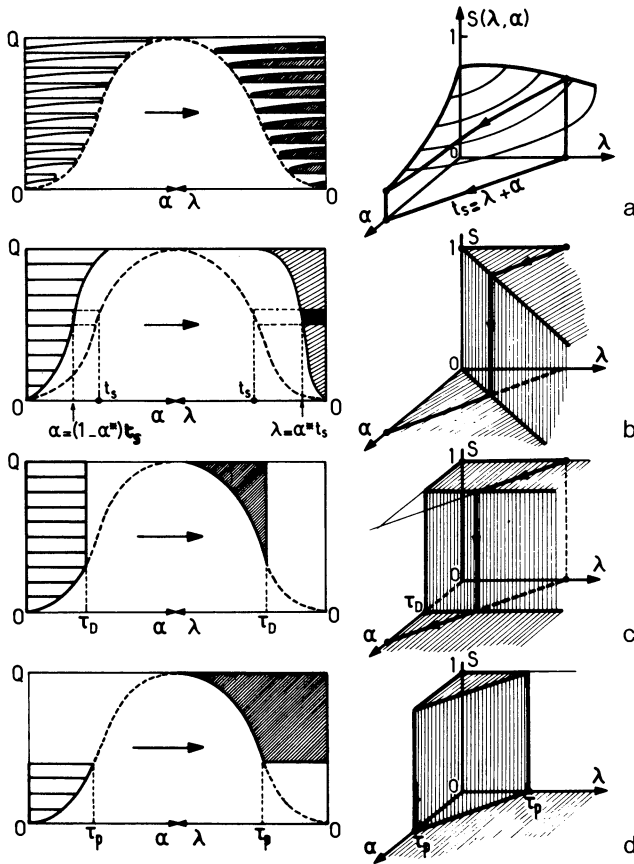 Q
0 α λ 0
S(λ, α)
1
0
λ
α
t_s = λ + α
a
Q
t_s t_s
0 α λ 0
α=(1-α*)t_s λ=α*t_s
1 S
0
λ
α
b
Q
0 τ_D α λ τ_D 0
1 S
0
λ
τ_D
α
c
Q
0 τ_p α λ τ_p 0
1 S
0
λ
τ_p
α τ_p
d